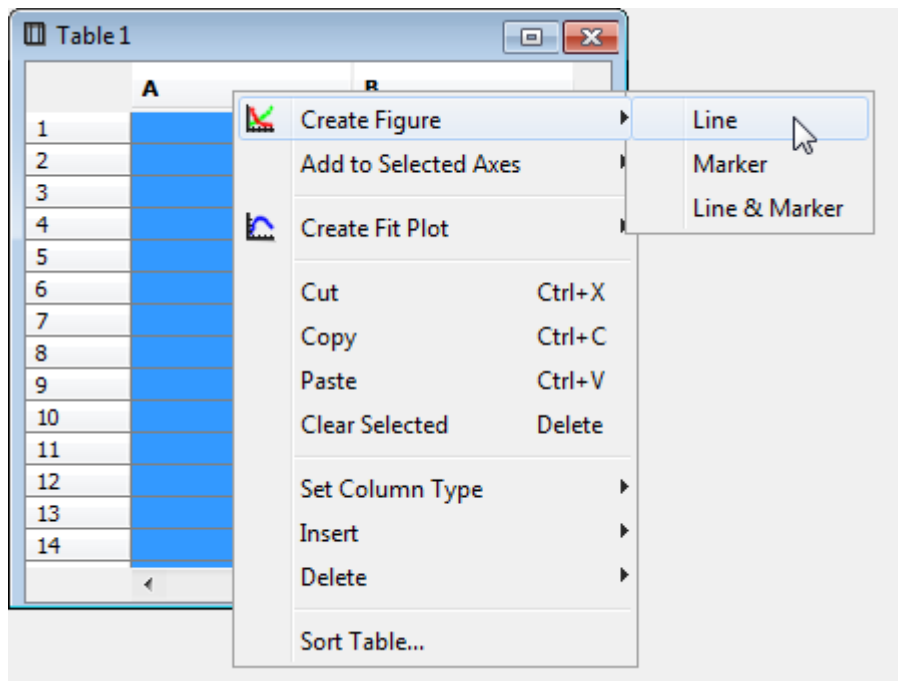 Table 1
A B
1
2
3
4
5
6
7
8
9
10
11
12
13
14
Create Figure
Add to Selected Axes
Create Fit Plot
Cut Ctrl+X
Copy Ctrl+C
Paste Ctrl+V
Clear Selected Delete
Set Column Type
Insert
Delete
Sort Table...
Line
Marker
Line & Marker